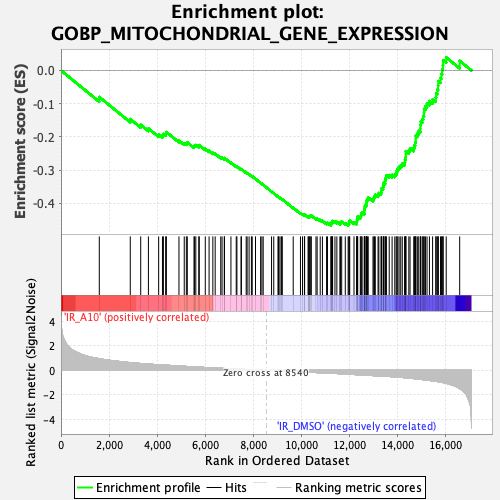 Enrichment plot:
GOBP_MITOCHONDRIAL_GENE_EXPRESSION
Enrichment score (ES)
0.0
-0.1
-0.2
-0.3
-0.4
'IR_A10' (positively correlated)
Ranked list metric (Signal2Noise)
4
2
0
-2
-4
Zero cross at 8540
'IR_DMSO' (negatively correlated)
0 2,000 4,000 6,000 8,000 10,000 12,000 14,000 16,000
Rank in Ordered Dataset
Enrichment profile Hits Ranking metric scores